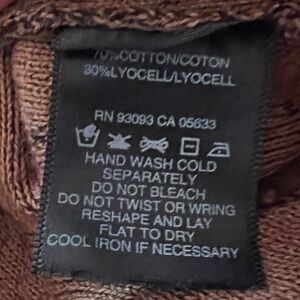 70%COTTON/COTON
30%LYOCELL/LYOCELL
RN 93093 CA 05633
HAND WASH COLD
SEPARATELY
DO NOT BLEACH
DO NOT TWIST OR WRING
RESHAPE AND LAY
FLAT TO DRY
COOL IRON IF NECESSARY